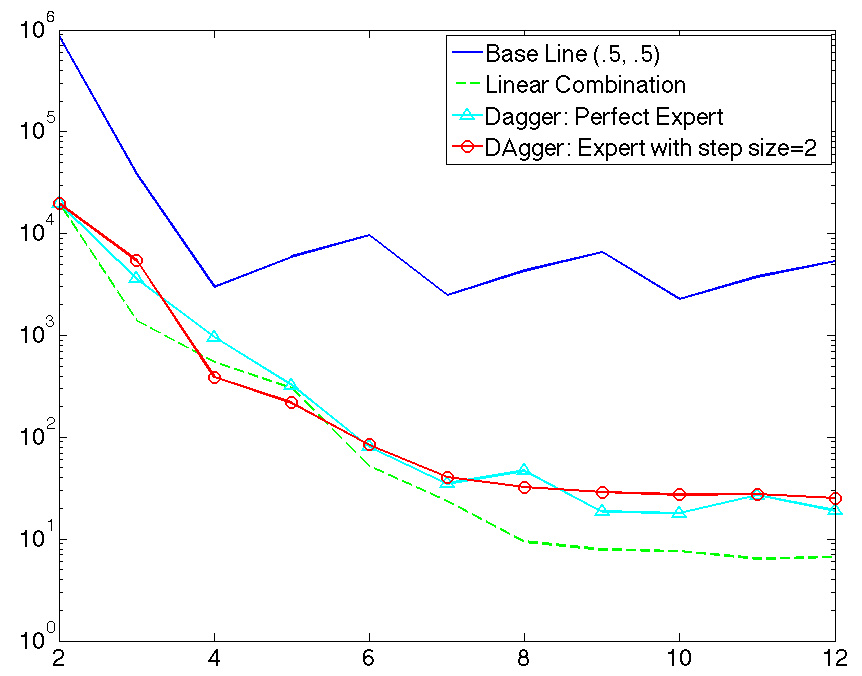 10^6
10^5
10^4
10^3
10^2
10^1
10^0
2 4 6 8 10 12
Base Line (.5, .5)
Linear Combination
Dagger: Perfect Expert
DAgger: Expert with step size=2